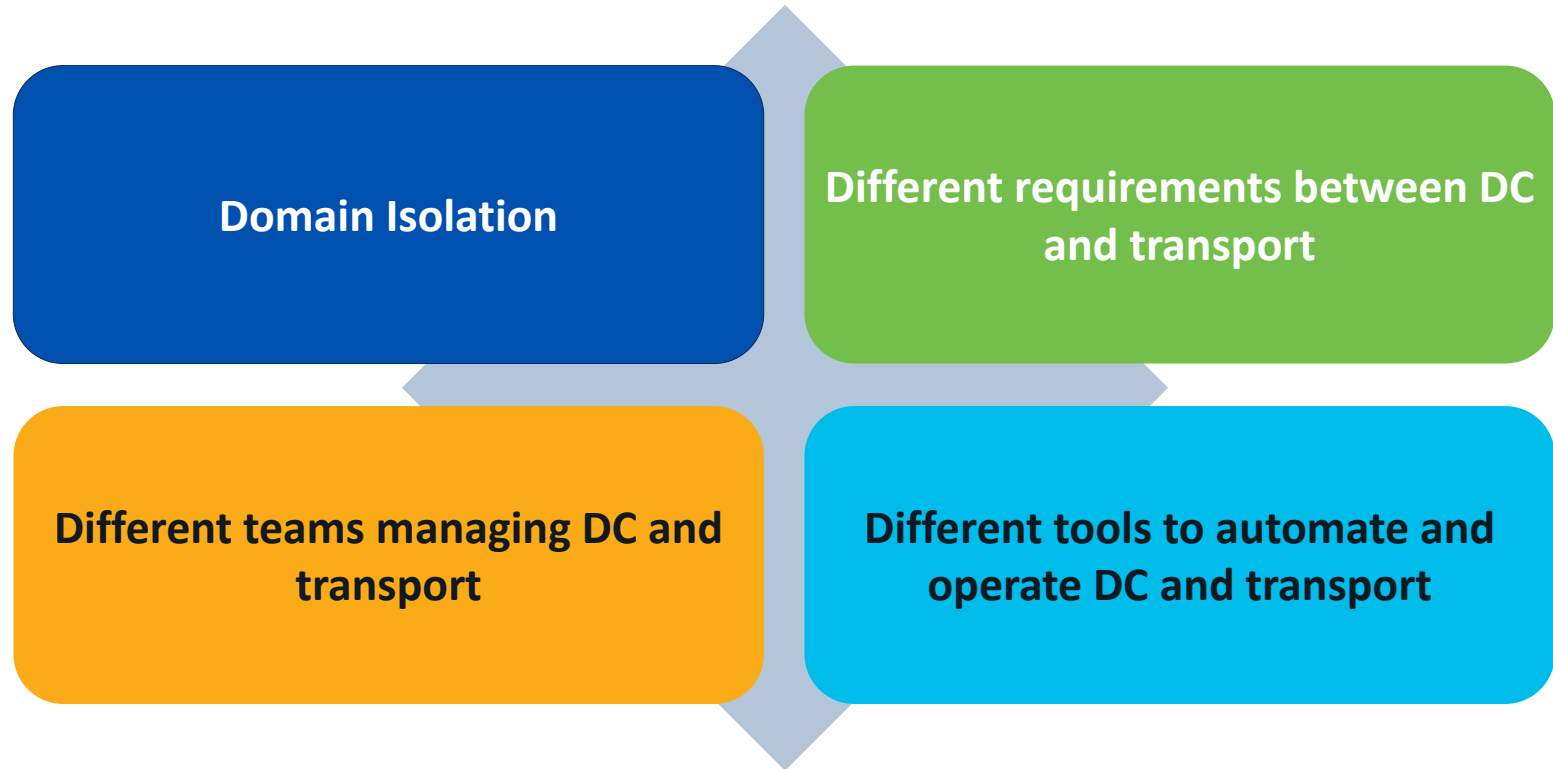 Domain Isolation
Different requirements between DC
and transport
Different teams managing DC and
transport
Different tools to automate and
operate DC and transport